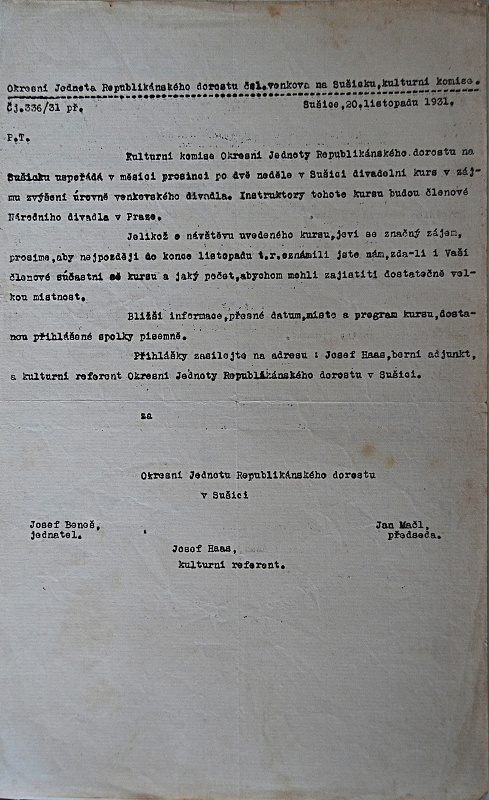 Okresní Jednota Republikánského dorostu čsl.venkova na Sušicku,kulturní komise.
Čj.336/31 př.
Sušice,20.listopadu 1931.
P.T.
Kulturní komise Okresní Jednoty Republikánského dorostu na
Sušicku uspořádá v měsíci prosinci po dvě neděle v Sušici divadelní kurs v záj-
mu zvýšení úrovně venkovského divadla. Instruktory tohoto kursu budou členové
Národního divadla v Praze.
Jelikož o návštěvu uvedeného kursu,jeví se značný zájem,
prosíme,aby nejpozději do konce listopadu t.r.oznámili jste nám,zda-li i Vaši
členové súčastní se kursu a jaký počet,abychom mohli zajistiti dostatečně vel-
kou místnost.
Bližší informace,přesné datum,místo a program kursu,dosta-
nou přihlášené spolky písemně.
Přihlášky zasílejte na adresu : Josef Haas,berní adjunkt,
a kulturní referent Okresní Jednoty Republikánského dorostu v Sušici.
za
Okresní Jednotu Republikánského dorostu
v Sušici
Josef Beneš,
jednatel.
Jan Mačl,
předseda.
Josef Haas,
kulturní referent.